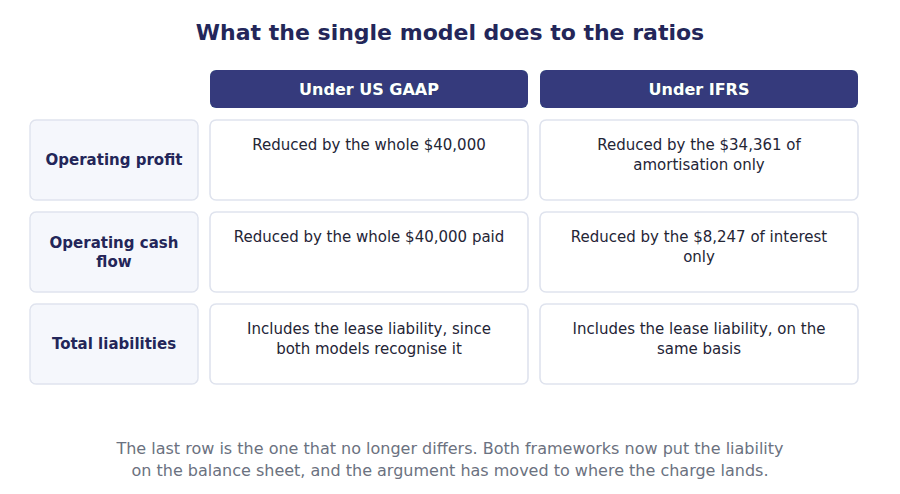 What the single model does to the ratios
Under US GAAP
Under IFRS
Operating profit
Reduced by the whole $40,000
Reduced by the $34,361 of
amortisation only
Operating cash
flow
Reduced by the whole $40,000 paid
Reduced by the $8,247 of interest
only
Total liabilities
Includes the lease liability, since
both models recognise it
Includes the lease liability, on the
same basis
The last row is the one that no longer differs. Both frameworks now put the liability
on the balance sheet, and the argument has moved to where the charge lands.